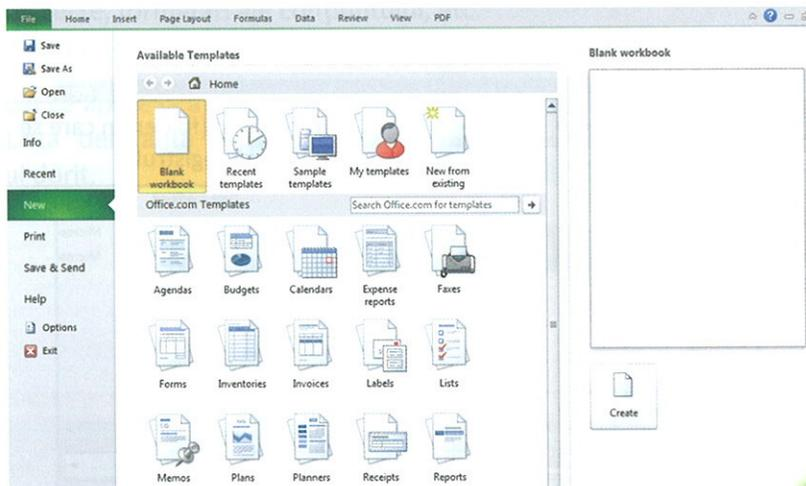 File Home Insert Page Layout Formulas Data Review View PDF
Save
Save As
Open
Close
Info
Recent
New
Print
Save & Send
Help
Options
Exit
Available Templates
Home
Blank workbook
Recent templates
Sample templates
My templates
New from existing
Office.com Templates
Search Office.com for templates
Agendas
Budgets
Calendars
Expense reports
Faxes
Forms
Inventories
Invoices
Labels
Lists
Memos
Plans
Planners
Receipts
Reports
Blank workbook
Create